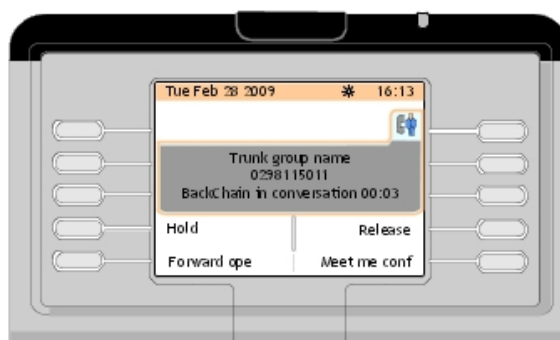 Tue Feb 28 2009 16:13
Trunk group name
0298115011
BackChain in conversation 00:03
Hold Release
Forward ope Meet me conf